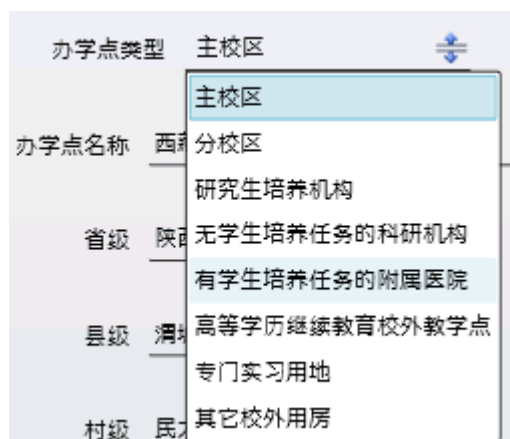 办学点类型 主校区
主校区
办学点名称 西 分校区
研究生培养机构
省级 陕 无学生培养任务的科研机构
有学生培养任务的附属医院
高等学历继续教育校外教学点
县级 渭
专门实习用地
其它校外用房
村级 民